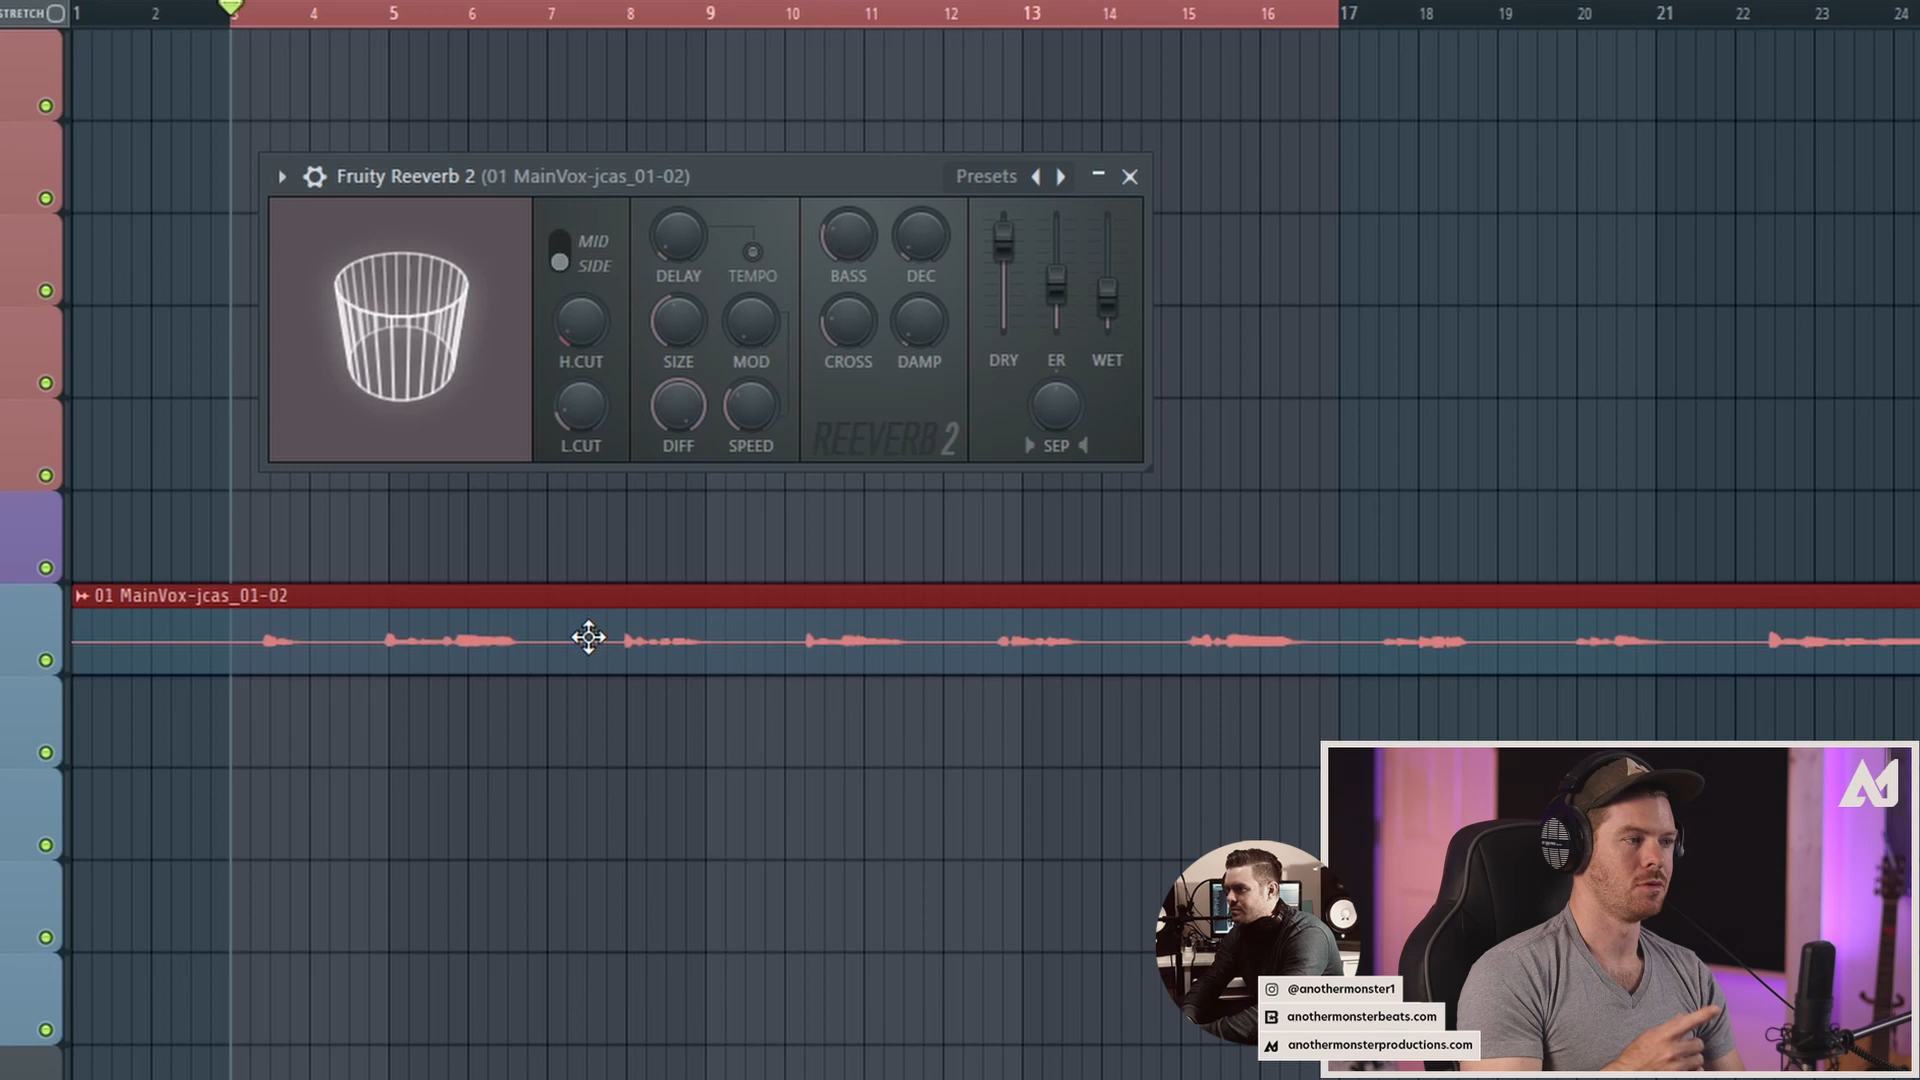 STRETCH
1 2 3 4 5 6 7 8 9 10 11 12 13 14 15 16 17 18 19 20 21 22 23 24
Fruity Reeverb 2 (01 MainVox-jcas_01-02) Presets
MID
SIDE
DELAY TEMPO BASS DEC
H.CUT SIZE MOD CROSS DAMP DRY ER WET
L.CUT DIFF SPEED REEVERB 2 SEP
01 MainVox-jcas_01-02
@anothermonster1
anothermonsterbeats.com
anothermonsterproductions.com